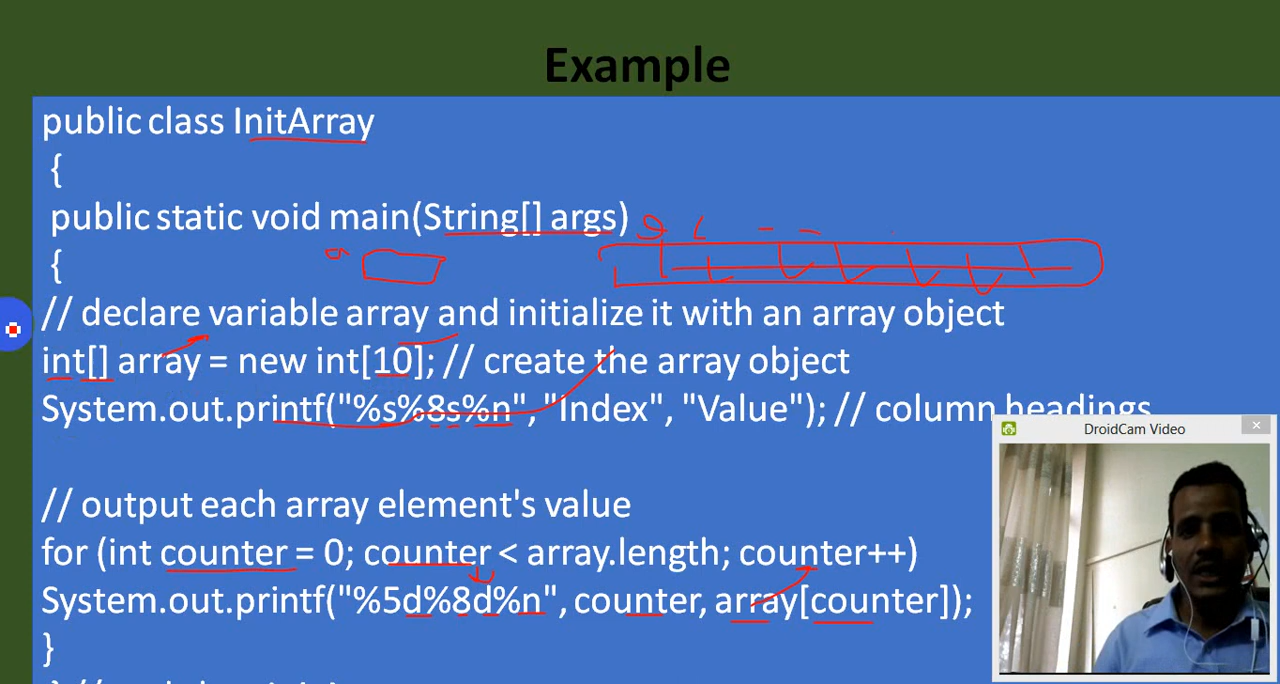 Example
public class InitArray
{
public static void main(String[] args)
{
// declare variable array and initialize it with an array object
int[] array = new int[10]; // create the array object
System.out.printf("%s%8s%n", "Index", "Value"); // column headings
DroidCam Video
// output each array element's value
for (int counter = 0; counter < array.length; counter++)
System.out.printf("%5d%8d%n", counter, array[counter]);
}